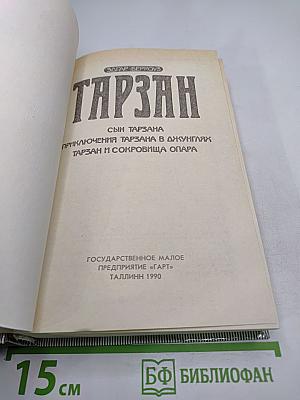 ЭДГАР БЕРРОУЗ
ТАРЗАН
СЫН ТАРЗАНА
ПРИКЛЮЧЕНИЯ ТАРЗАНА В ДЖУНГЛЯХ
ТАРЗАН И СОКРОВИЩА ОПАРА
ГОСУДАРСТВЕННОЕ МАЛОЕ
ПРЕДПРИЯТИЕ «ГАРТ»
ТАЛЛИНН 1990
15 см
БФ БИБЛИОФАН